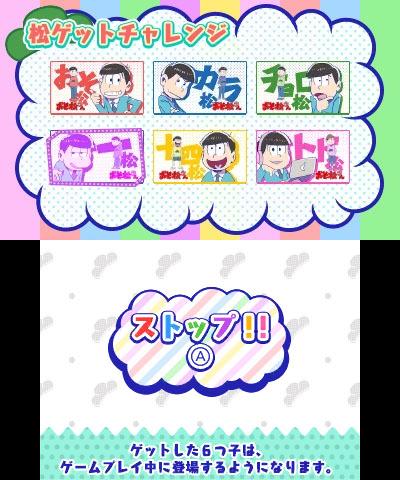 松ゲットチャレンジ
おそ松
おそ松さん
カラ松
おそ松さん
チョロ松
おそ松さん
一松
おそ松さん
十四松
おそ松さん
トド松
おそ松さん
ストップ!!
A
ゲットした6つ子は、
ゲームプレイ中に登場するようになります。